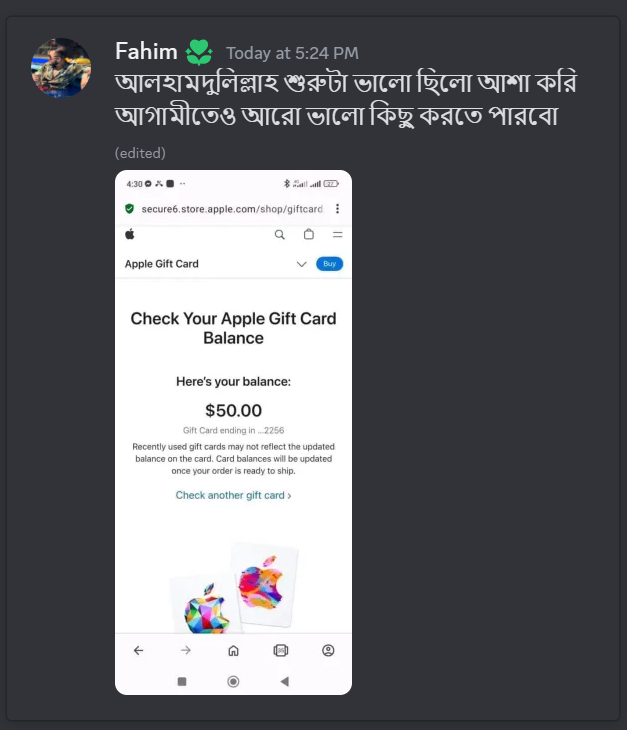 Fahim Today at 5:24 PM
আলহামদুলিল্লাহ শুরুটা ভালো ছিলো আশা করি
আগামীতেও আরো ভালো কিছু করতে পারবো
(edited)
4:30
secure6.store.apple.com/shop/giftcard
Apple Gift Card Buy
Check Your Apple Gift Card
Balance
Here's your balance:
$50.00
Gift Card ending in ...2256
Recently used gift cards may not reflect the updated
balance on the card. Card balances will be updated
once your order is ready to ship.
Check another gift card ›